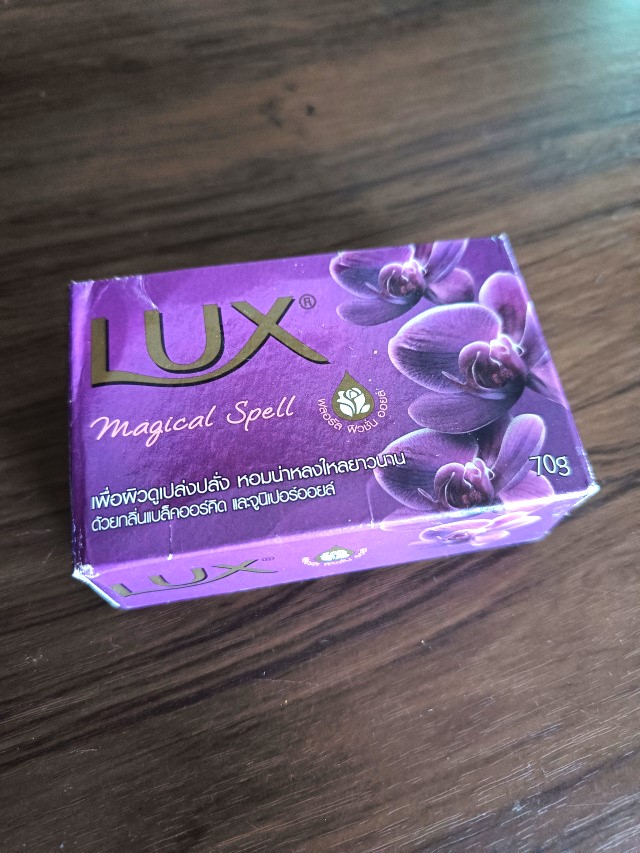 LUX®
Magical Spell
ฟลอรัล ฟิวชั่น ออยล์
เพื่อผิวดูเปล่งปลั่ง หอมน่าหลงใหลยาวนาน
ด้วยกลิ่นแบล็คออร์คิด และจูนิเปอร์ออยล์
70g
LUX